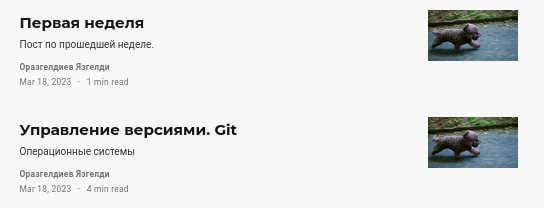 Первая неделя
Пост по прошедшей неделе.
Оразгелдиев Язгелди
Mar 18, 2023 · 1 min read
Управление версиями. Git
Операционные системы
Оразгелдиев Язгелди
Mar 18, 2023 · 4 min read